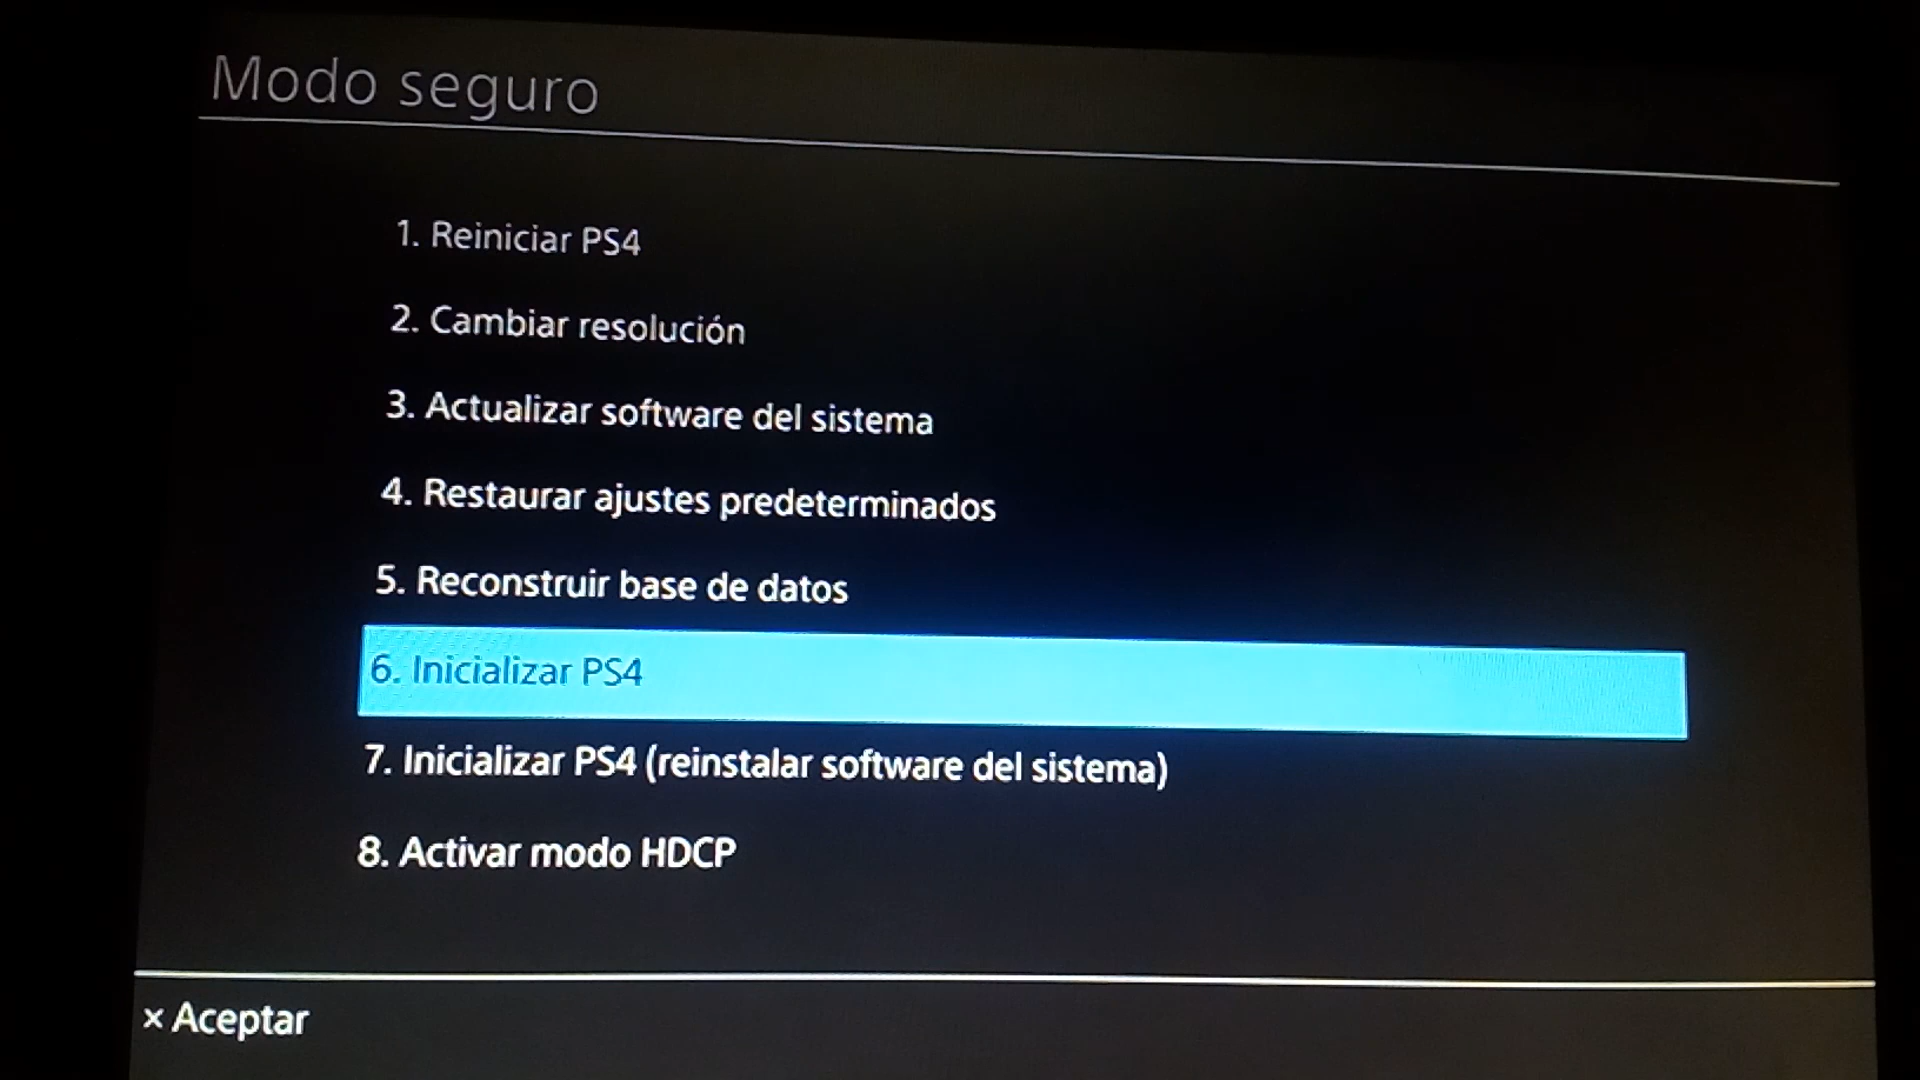 Modo seguro
1. Reiniciar PS4
2. Cambiar resolución
3. Actualizar software del sistema
4. Restaurar ajustes predeterminados
5. Reconstruir base de datos
6. Inicializar PS4
7. Inicializar PS4 (reinstalar software del sistema)
8. Activar modo HDCP
× Aceptar